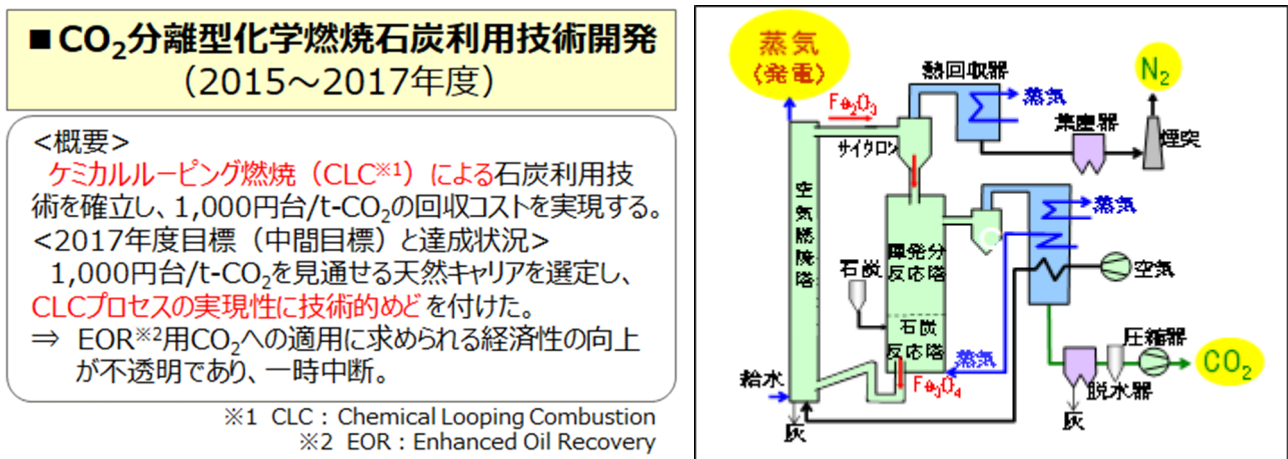 ■CO₂分離型化学燃焼石炭利用技術開発
（2015～2017年度）
<概要>
ケミカルルーピング燃焼（CLC※1）による石炭利用技
術を確立し、1,000円台/t-CO₂の回収コストを実現する。
<2017年度目標（中間目標）と達成状況>
1,000円台/t-CO₂を見通せる天然キャリアを選定し、
CLCプロセスの実現性に技術的めどを付けた。
⇒ EOR※2用CO₂への適用に求められる経済性の向上
が不透明であり、一時中断。
※1 CLC：Chemical Looping Combustion
※2 EOR：Enhanced Oil Recovery
蒸気
(発電)
Fe₂O₃
熱回収器
蒸気
N₂
集塵器
煙突
サイクロン
空気燃焼塔
揮発分
反応塔
石炭
石炭
反応塔
蒸気
空気
蒸気
圧縮器
CO₂
脱水器
灰
給水
Fe₃O₄
灰